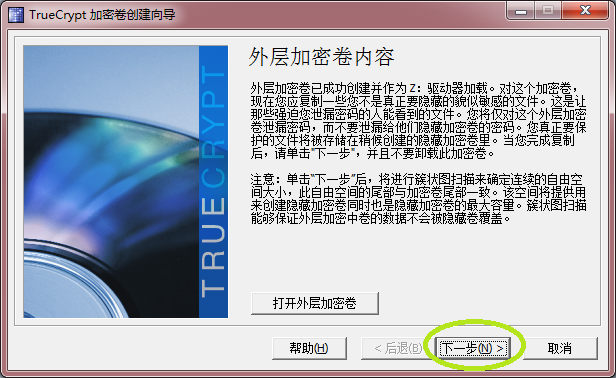 TrueCrypt 加密卷创建向导
TRUECRYPT
外层加密卷内容
外层加密卷已成功创建并作为 Z: 驱动器加载。对这个加密卷，
现在您应复制一些您不是真正要隐藏的貌似敏感的文件。这是让
那些强迫您泄漏密码的人能看到的文件。您将仅对这个外层加密
卷泄漏密码，而不要泄漏给他们隐藏加密卷的密码。您真正要保
护的文件将被存储在稍候创建的隐藏加密卷里。当您完成复制
后，请单击"下一步"，并且不要卸载此加密卷。
注意：单击"下一步"后，将进行簇状图扫描来确定连续的自由空
间大小，此自由空间的尾部与加密卷尾部一致。该空间将提供用
来创建隐藏加密卷同时也是隐藏加密卷的最大容量。簇状图扫描
能够保证外层加密中卷的数据不会被隐藏卷覆盖。
打开外层加密卷
帮助(H)
< 后退(B)
下一步(N) >
取消